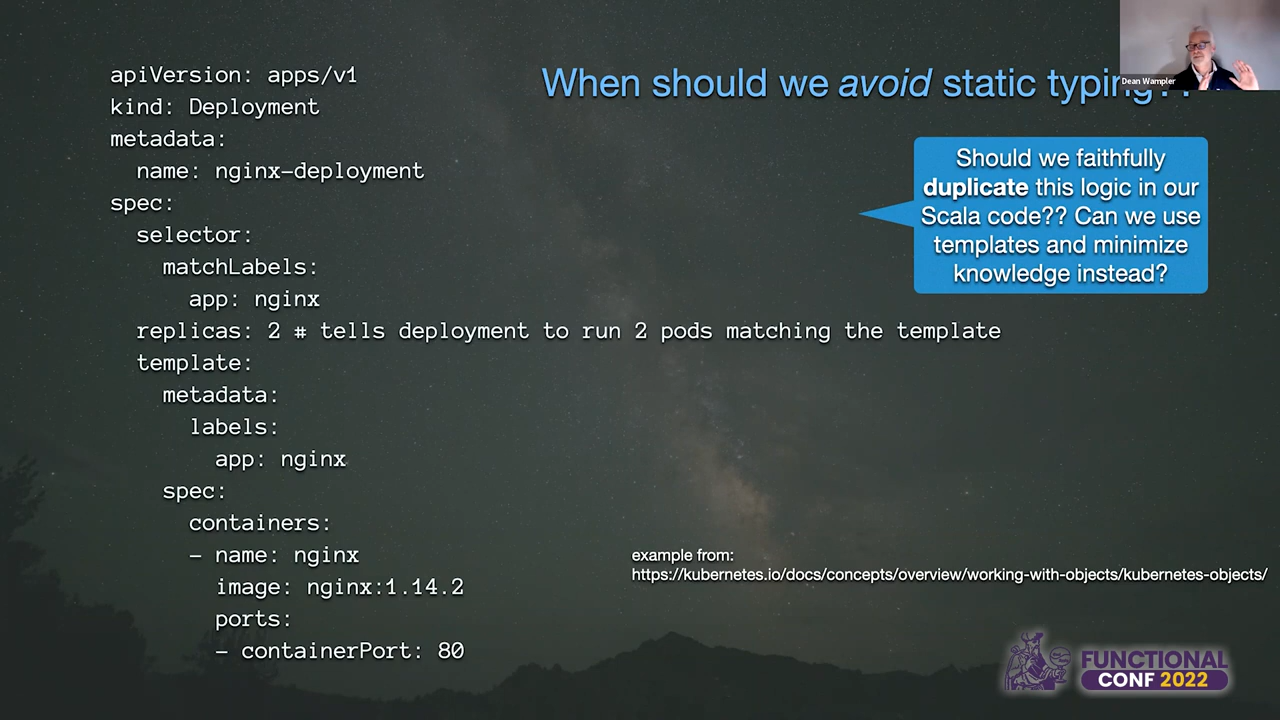 apiVersion: apps/v1
kind: Deployment
metadata:
  name: nginx-deployment
spec:
  selector:
    matchLabels:
      app: nginx
  replicas: 2 # tells deployment to run 2 pods matching the template
  template:
    metadata:
      labels:
        app: nginx
    spec:
      containers:
      - name: nginx
        image: nginx:1.14.2
        ports:
        - containerPort: 80
When should we avoid static typing??
Dean Wampler
Should we faithfully
duplicate this logic in our
Scala code?? Can we use
templates and minimize
knowledge instead?
example from:
https://kubernetes.io/docs/concepts/overview/working-with-objects/kubernetes-objects/
FUNCTIONAL
CONF 2022